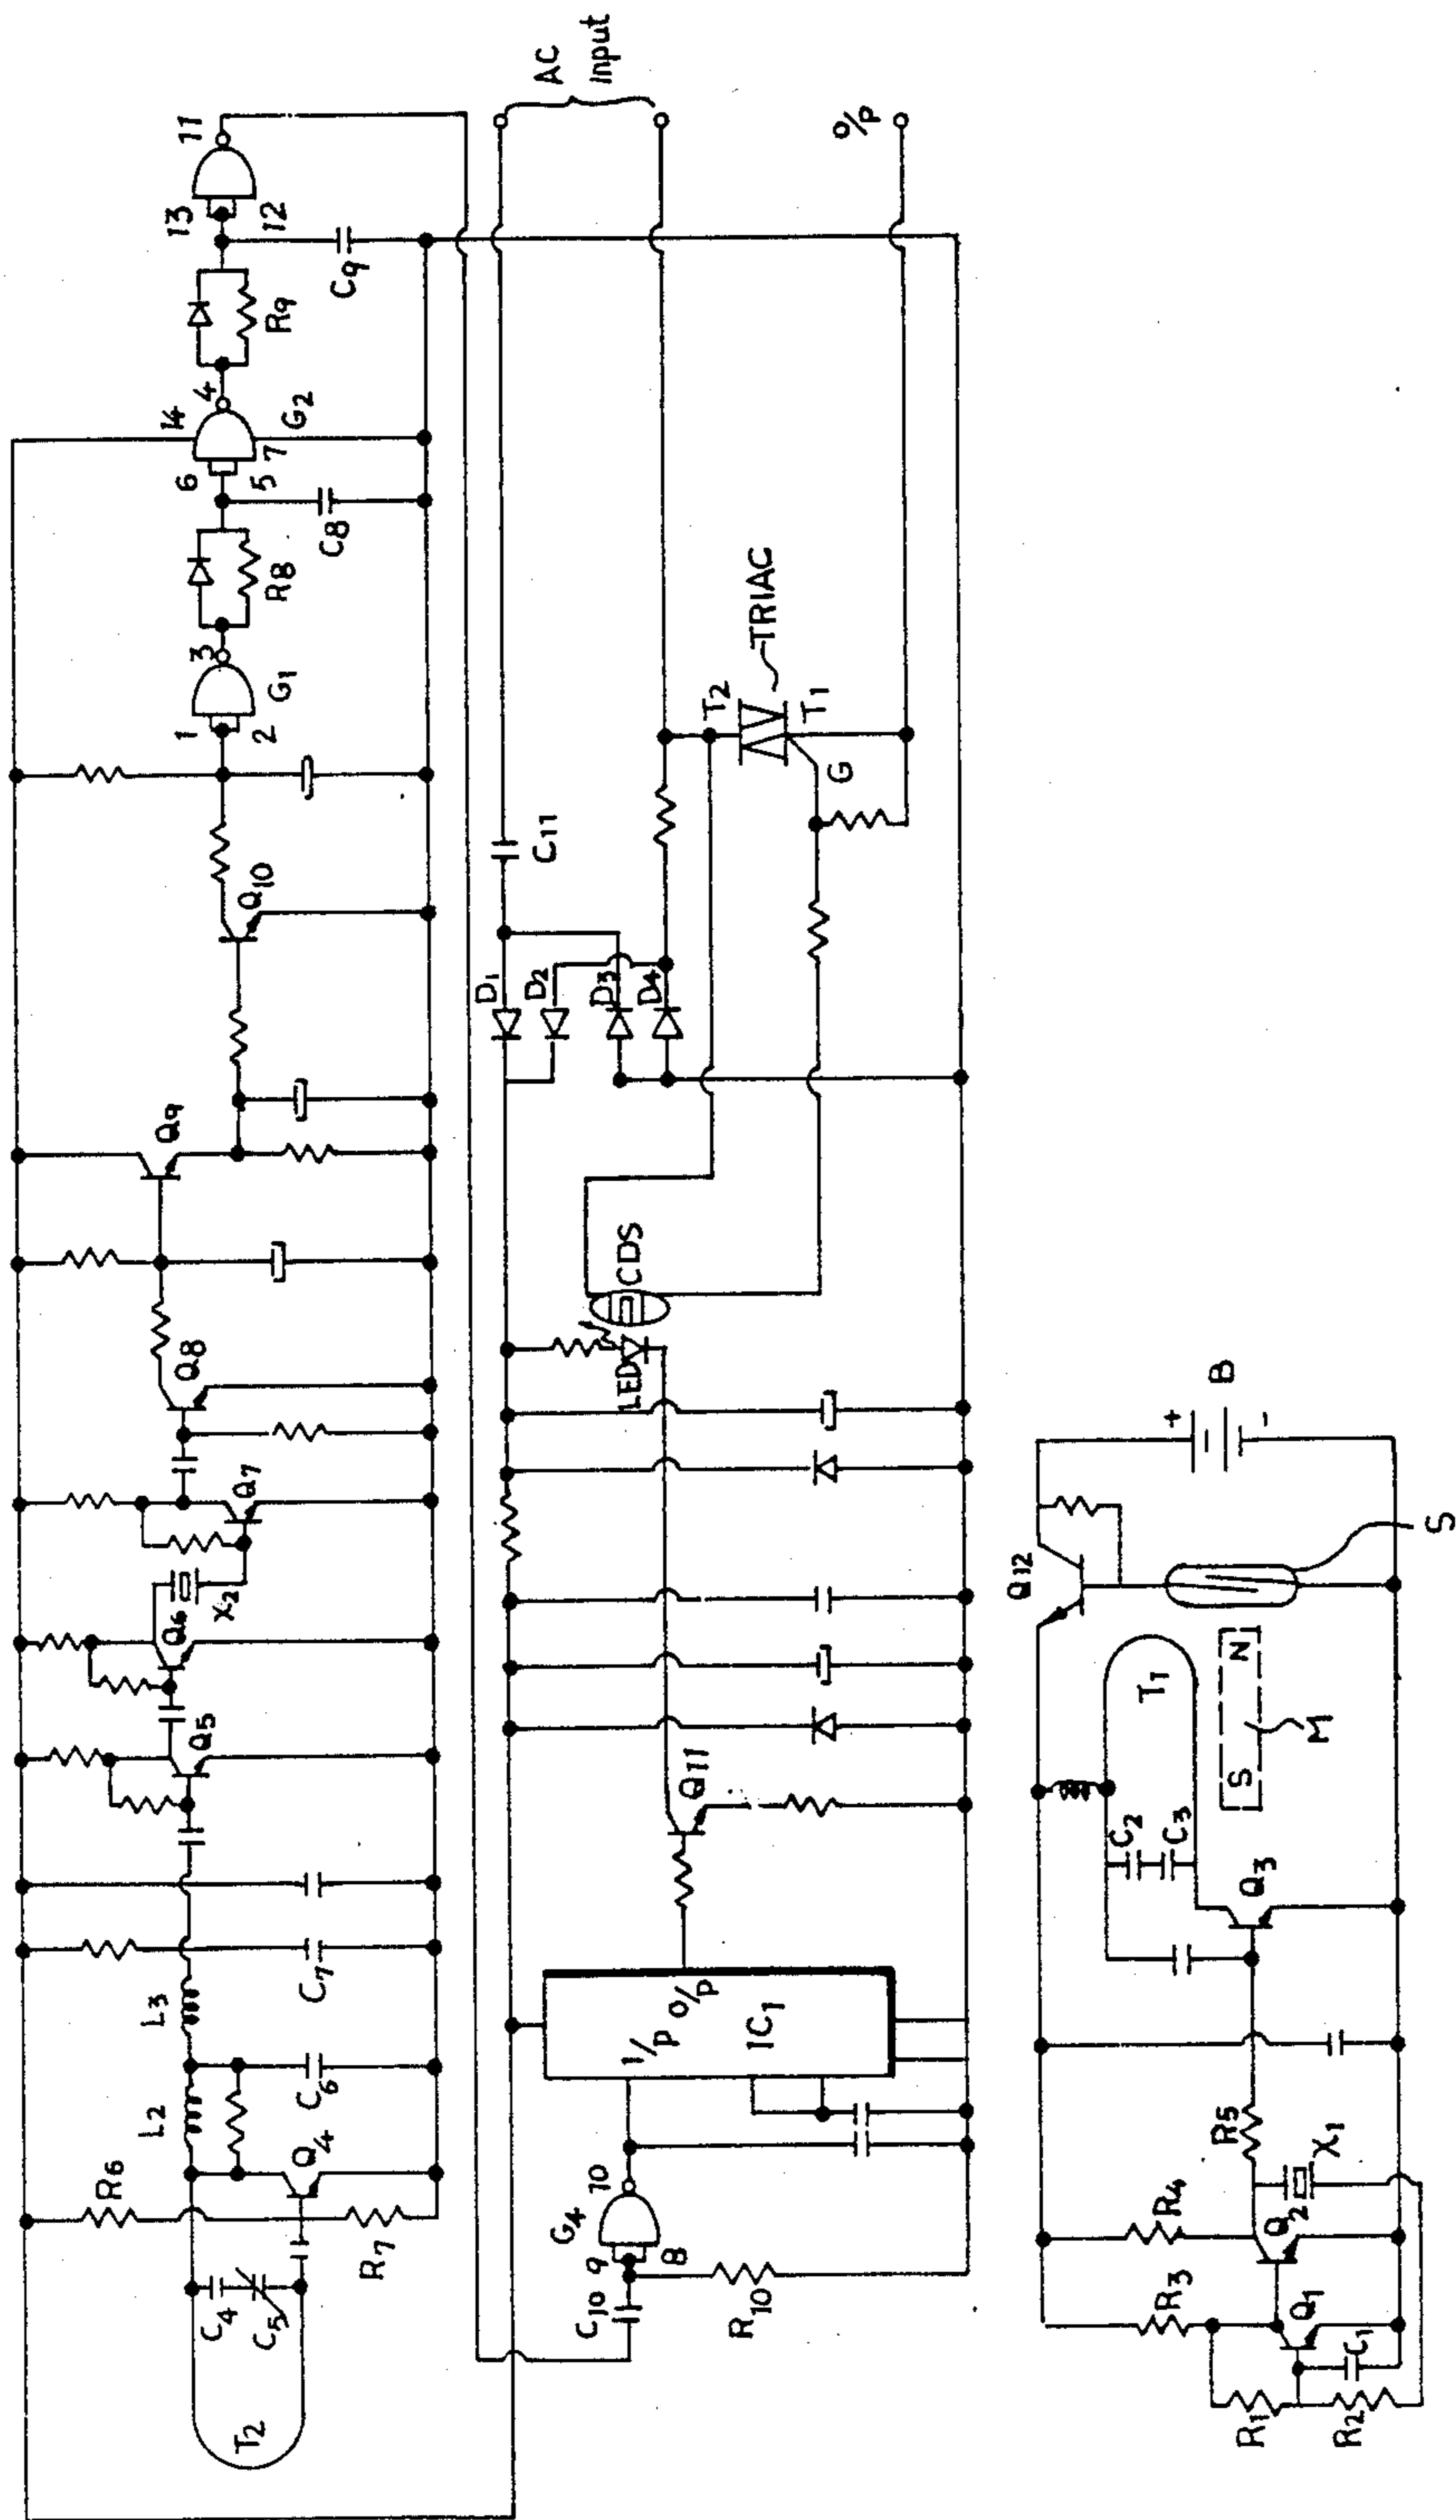 T2
C4
C5
R6
R7
Q4
L2
L3
C6
C7
Q5
Q6
X2
Q7
Q8
Q9
Q10
1
2
3
G1
R8
C8
6
5
14
7
4
G2
R9
C9
13
12
11
AC
Input
O/P
C10
R10
G4
9
8
10
I/P
O/P
IC1
Q11
LED
CDS
D1
D2
D3
D4
C11
T2
TRIAC
T1
G
R1
R2
C1
Q1
R3
R4
Q2
X1
R5
Q3
C2
C3
T1
S
N
M
Q12
S
+
B
-